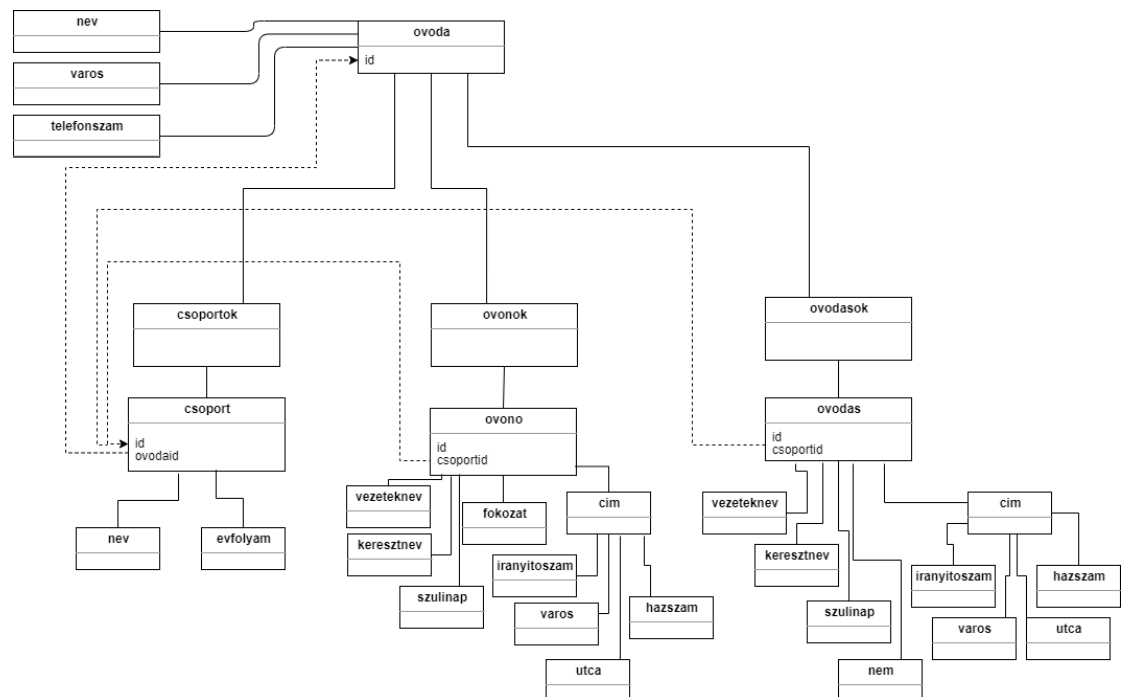 nev
ovoda
id
varos
telefonszam
csoportok
ovonok
ovodasok
csoport
id
ovodaid
ovono
id
csoportid
ovodas
id
csoportid
nev
evfolyam
vezeteknev
keresztnev
szulinap
fokozat
cim
iranyitoszam
varos
utca
hazszam
vezeteknev
keresztnev
szulinap
nem
cim
iranyitoszam
varos
utca
hazszam